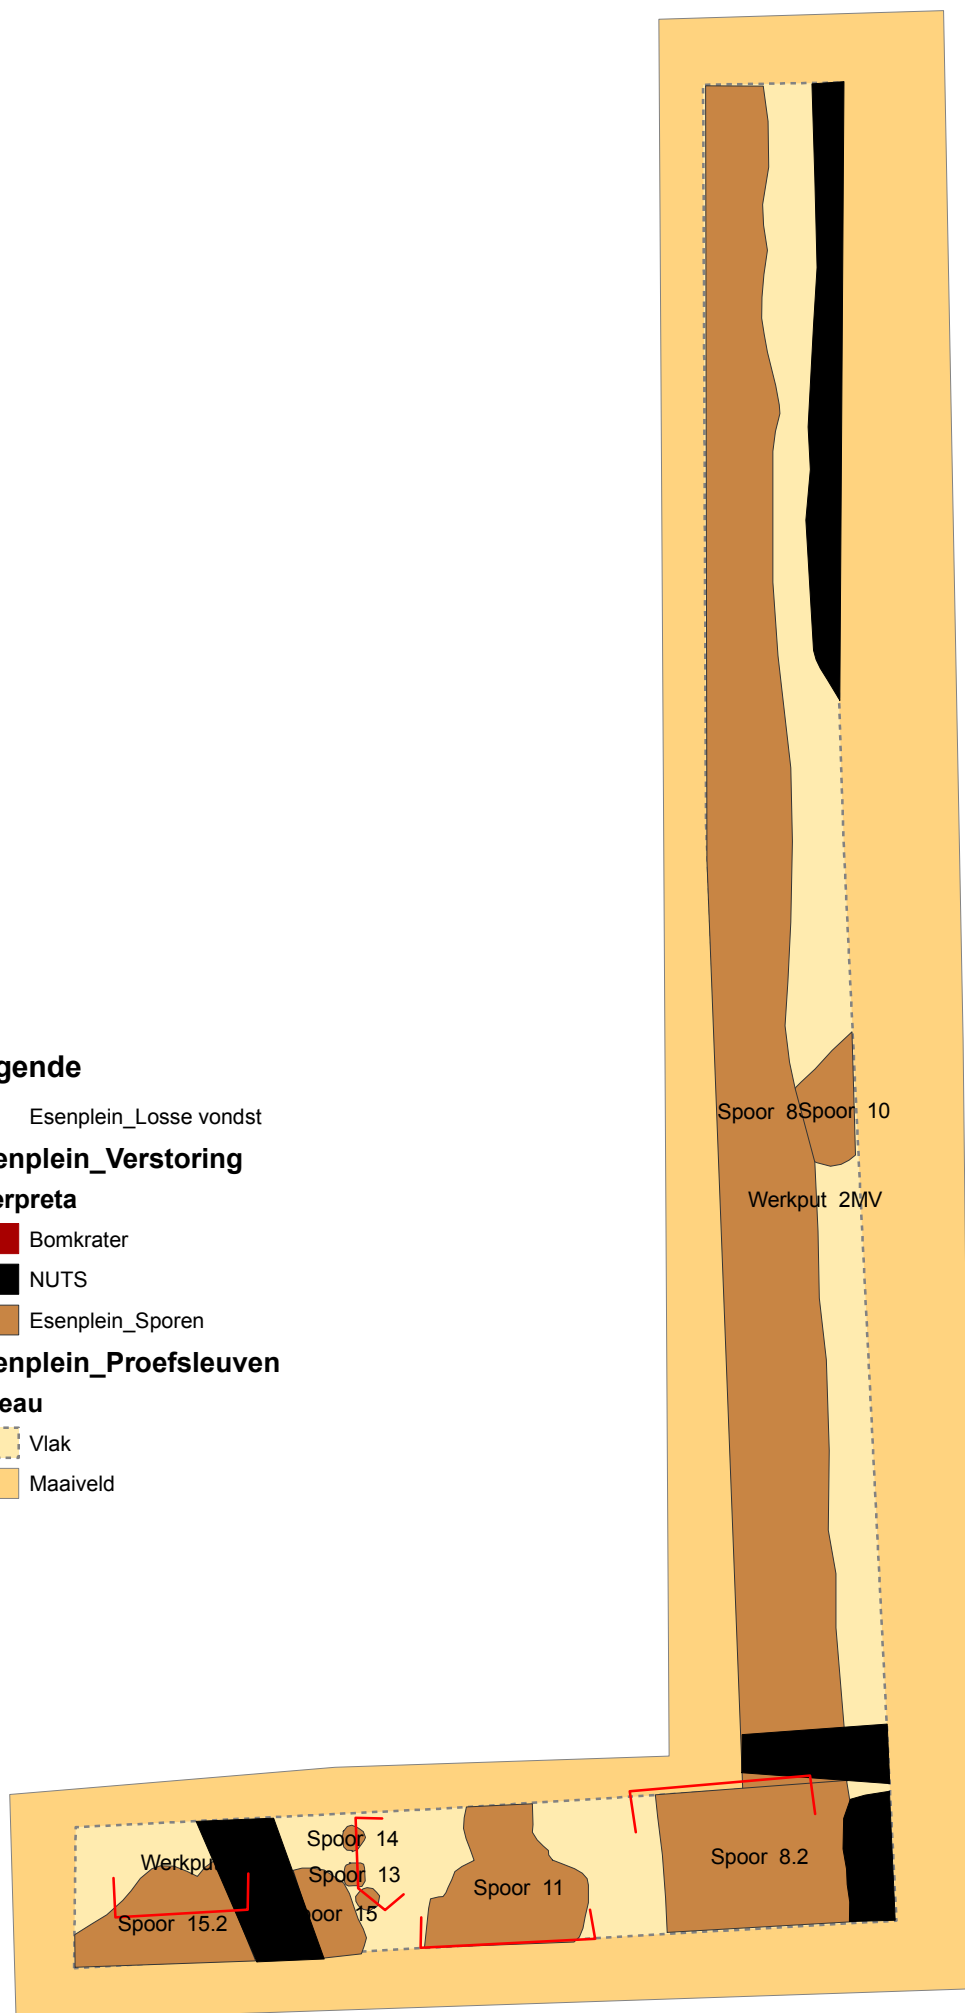 gende
Esenplein_Losse vondst
enplein_Verstoring
erpreta
Bomkrater
NUTS
Esenplein_Sporen
enplein_Proefsleuven
eau
Vlak
Maaiveld
Spoor 8 Spoor 10
Werkput 2MV
Spoor 14
Werkput
Spoor 13
Spoor 8.2
Spoor 11
oor 15
Spoor 15.2